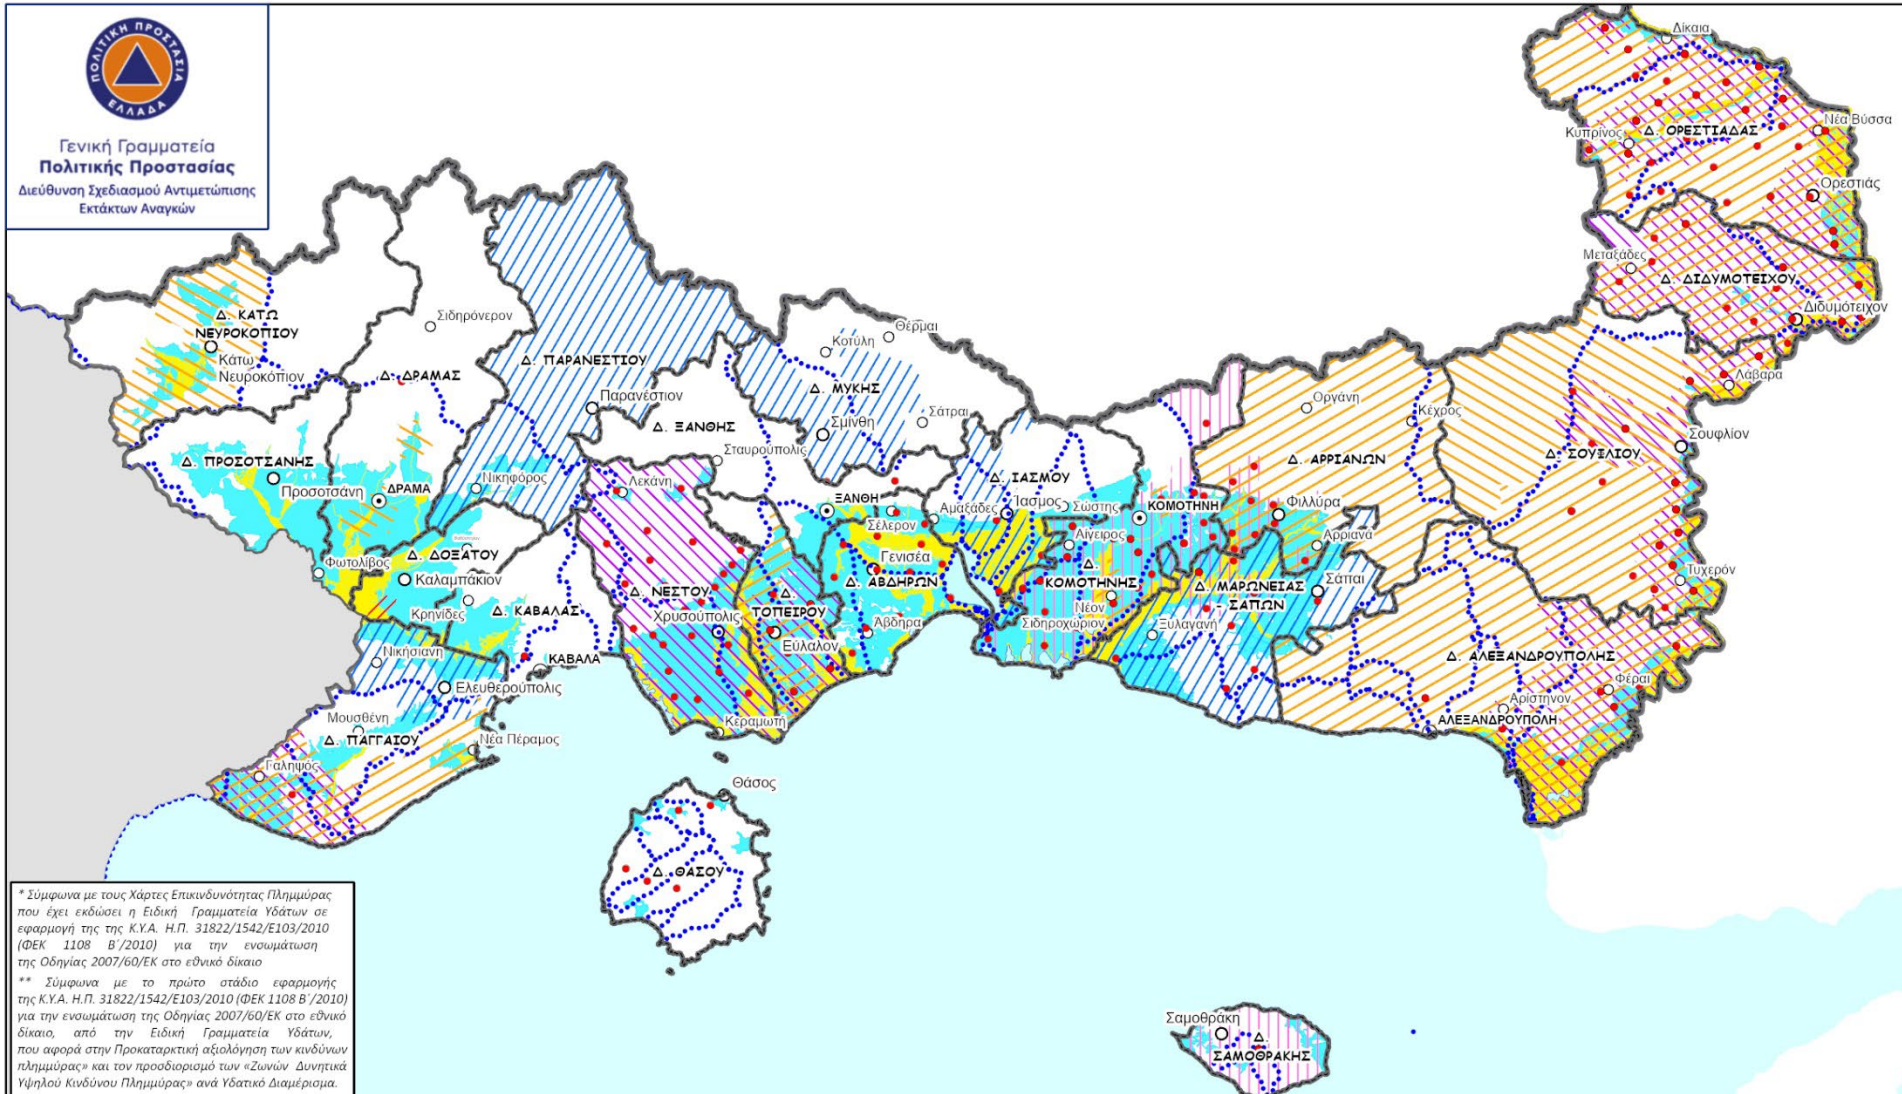 ΠΟΛΙΤΙΚΗ ΠΡΟΣΤΑΣΙΑ
ΕΛΛΑΔΑ
Γενική Γραμματεία
Πολιτικής Προστασίας
Διεύθυνση Σχεδιασμού Αντιμετώπισης
Εκτάκτων Αναγκών
Δίκαια
Νέα Βύσσα
Κυπρίνος
Δ. ΟΡΕΣΤΙΑΔΑΣ
Ορεστιάς
Μεταξάδες
Δ. ΔΙΔΥΜΟΤΕΙΧΟΥ
Διδυμότειχον
Λάβαρα
Δ. ΚΑΤΩ
ΝΕΥΡΟΚΟΠΙΟΥ
Κάτω
Νευροκόπιον
Σιδηρόνερον
Δ. ΔΡΑΜΑΣ
Δ. ΠΑΡΑΝΕΣΤΙΟΥ
Παρανέστιον
Θέρμαι
Κοτύλη
Δ. ΜΥΚΗΣ
Σμίνθη
Σάτραι
Δ. ΞΑΝΘΗΣ
Σταυρούπολις
Οργάνη
Κέχρος
Δ. ΑΡΡΙΑΝΩΝ
Δ. ΣΟΥΦΛΙΟΥ
Σουφλίον
Δ. ΠΡΟΣΟΤΣΑΝΗΣ
Προσοτσάνη
ΔΡΑΜΑ
Νικηφόρος
Λεκάνη
ΞΑΝΘΗ
Σέλερον
Αμαξάδες
Δ. ΙΑΣΜΟΥ
Ίασμος
Σώστης
ΚΟΜΟΤΗΝΗ
Φιλλύρα
Αρριανά
Φωτολίβος
Δ. ΔΟΞΑΤΟΥ
Καλαμπάκιον
Κρηνίδες
Δ. ΚΑΒΑΛΑΣ
Δ. ΝΕΣΤΟΥ
Χρυσούπολις
Δ.
ΤΟΠΕΙΡΟΥ
Εύλαλον
Γενισέα
Δ. ΑΒΔΗΡΩΝ
Άβδηρα
Αίγειρος
Δ.
ΚΟΜΟΤΗΝΗΣ
Νέον
Σιδηροχώριον
Δ. ΜΑΡΩΝΕΙΑΣ
- ΣΑΠΩΝ
Σάπαι
Ξυλαγανή
Τυχερόν
Νικήσιανη
Ελευθερούπολις
ΚΑΒΑΛΑ
Μουσθένη
Δ. ΠΑΓΓΑΙΟΥ
Νέα Πέραμος
Γαληψός
Κεραμωτή
Δ. ΑΛΕΞΑΝΔΡΟΥΠΟΛΗΣ
Φέραι
Αρίστηνον
ΑΛΕΞΑΝΔΡΟΥΠΟΛΗ
Θάσος
Δ. ΘΑΣΟΥ
Σαμοθράκη
Δ.
ΣΑΜΟΘΡΑΚΗΣ
* Σύμφωνα με τους Χάρτες Επικινδυνότητας Πλημμύρας
που έχει εκδώσει η Ειδική Γραμματεία Υδάτων σε
εφαρμογή της της Κ.Υ.Α. Η.Π. 31822/1542/Ε103/2010
(ΦΕΚ 1108 Β΄/2010) για την ενσωμάτωση
της Οδηγίας 2007/60/ΕΚ στο εθνικό δίκαιο
** Σύμφωνα με το πρώτο στάδιο εφαρμογής
της Κ.Υ.Α. Η.Π. 31822/1542/Ε103/2010 (ΦΕΚ 1108 Β΄/2010)
για την ενσωμάτωση της Οδηγίας 2007/60/ΕΚ στο εθνικό
δίκαιο, από την Ειδική Γραμματεία Υδάτων,
που αφορά στην Προκαταρκτική αξιολόγηση των κινδύνων
πλημμύρας» και τον προσδιορισμό των «Ζωνών Δυνητικά
Υψηλού Κινδύνου Πλημμύρας» ανά Υδατικό Διαμέρισμα.